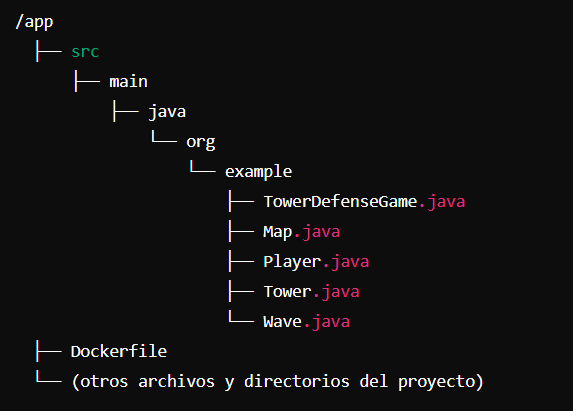 /app
├── src
├── main
├── java
└── org
└── example
├── TowerDefenseGame.java
├── Map.java
├── Player.java
├── Tower.java
└── Wave.java
├── Dockerfile
└── (otros archivos y directorios del proyecto)